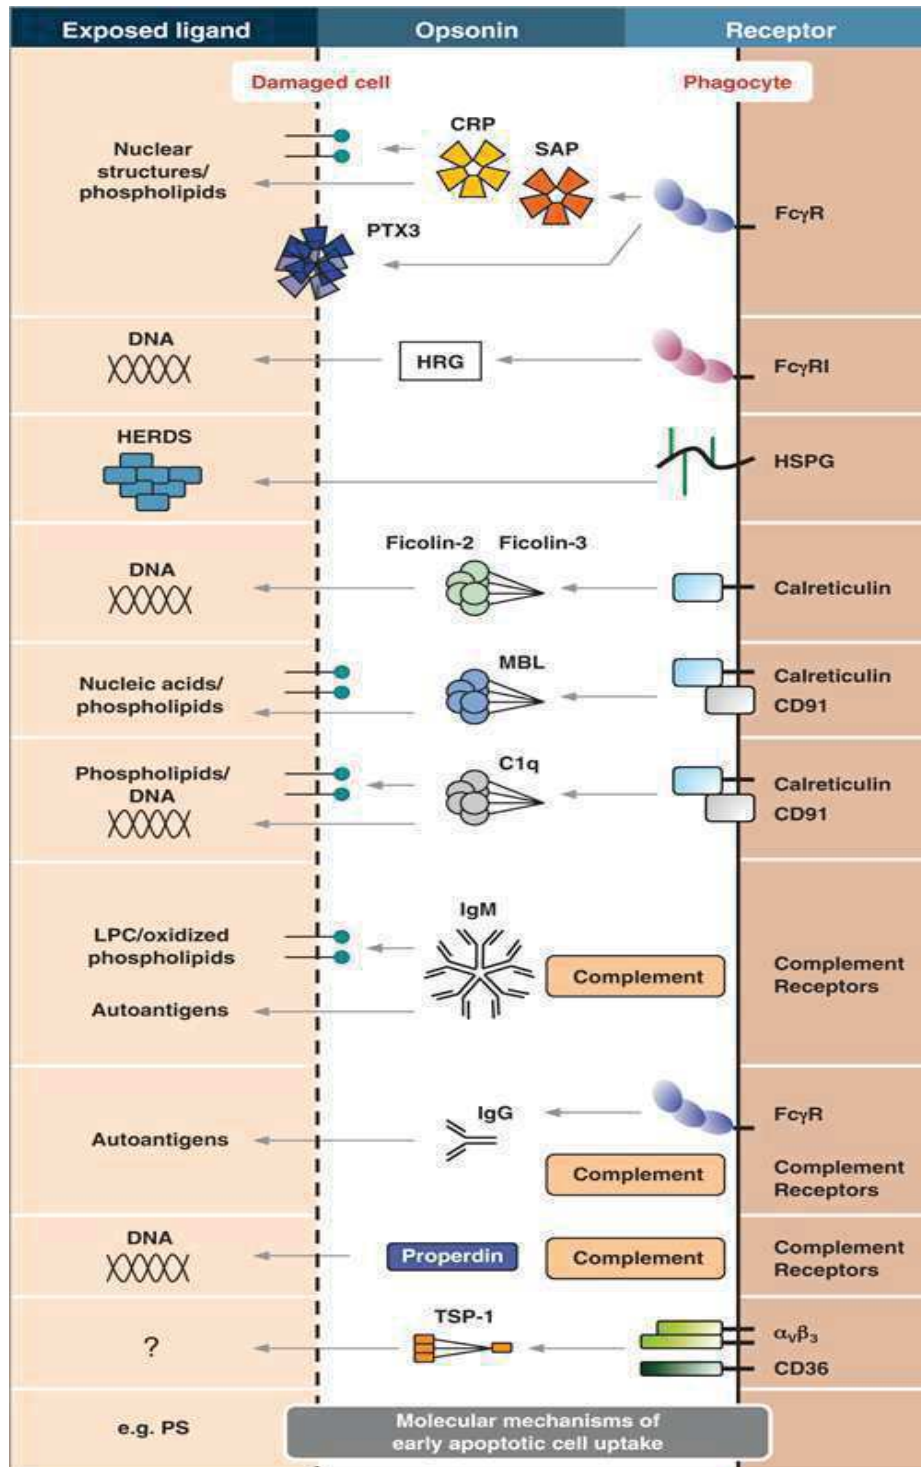 Exposed ligand
Opsonin
Receptor
Damaged cell
Phagocyte
CRP
SAP
Nuclear
structures/
phospholipids
PTX3
FcγR
DNA
HRG
FcγRI
HERDS
HSPG
Ficolin-2
Ficolin-3
DNA
Calreticulin
MBL
Nucleic acids/
phospholipids
Calreticulin
CD91
C1q
Phospholipids/
DNA
Calreticulin
CD91
IgM
LPC/oxidized
phospholipids
Autoantigens
Complement
Complement
Receptors
IgG
Autoantigens
FcγR
Complement
Complement
Receptors
DNA
Properdin
Complement
Complement
Receptors
TSP-1
?
αvβ3
CD36
e.g. PS
Molecular mechanisms of
early apoptotic cell uptake